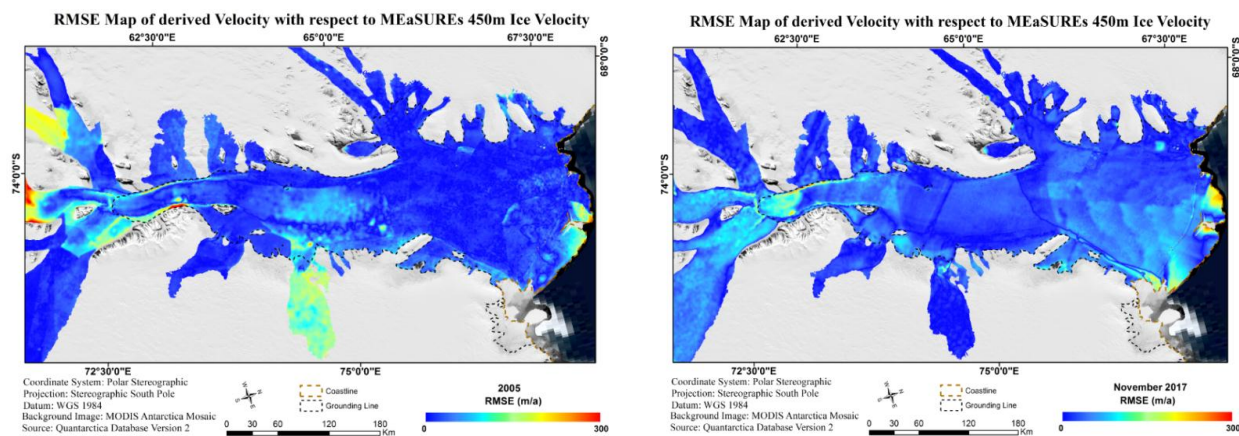 RMSE Map of derived Velocity with respect to MEaSUREs 450m Ice Velocity
62°30'0"E 65°0'0"E 67°30'0"E
68°0'0"S
74°0'0"S
72°30'0"E 75°0'0"E
Coordinate System: Polar Stereographic
Projection: Stereographic South Pole
Datum: WGS 1984
Background Image: MODIS Antarctica Mosaic
Source: Quantarctica Database Version 2
N
E
S
W
Coastline
Grounding Line
0 30 60 120 180
Km
2005
RMSE (m/a)
0 300
RMSE Map of derived Velocity with respect to MEaSUREs 450m Ice Velocity
62°30'0"E 65°0'0"E 67°30'0"E
68°0'0"S
74°0'0"S
72°30'0"E 75°0'0"E
Coordinate System: Polar Stereographic
Projection: Stereographic South Pole
Datum: WGS 1984
Background Image: MODIS Antarctica Mosaic
Source: Quantarctica Database Version 2
N
E
S
W
Coastline
Grounding Line
0 30 60 120 180
Km
November 2017
RMSE (m/a)
0 300